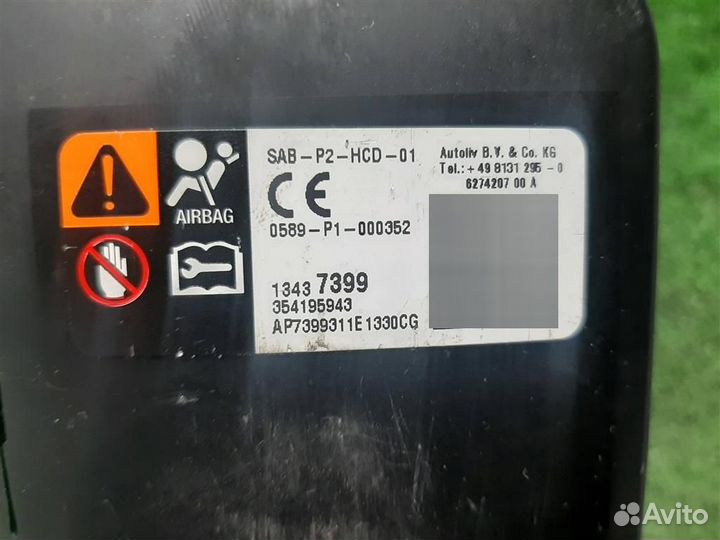 AIRBAG
SAB-P2-HCD-01
CE
0589-P1-000352
1343 7399
354195943
AP7399311E1330CG
Autoliv B.V. & Co. KG
Tel.: +49 8131 295-0
6274207 00 A
Avito